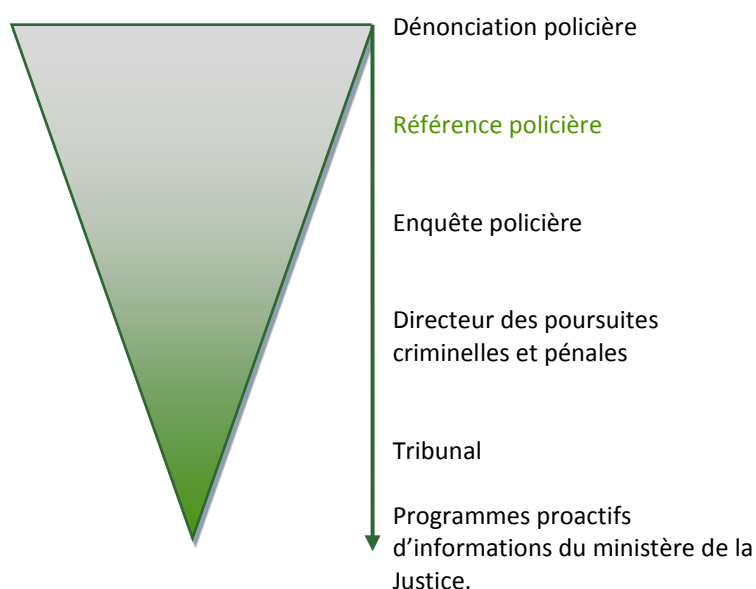 Dénonciation policière
Référence policière
Enquête policière
Directeur des poursuites
criminelles et pénales
Tribunal
Programmes proactifs
d’informations du ministère de la
Justice.